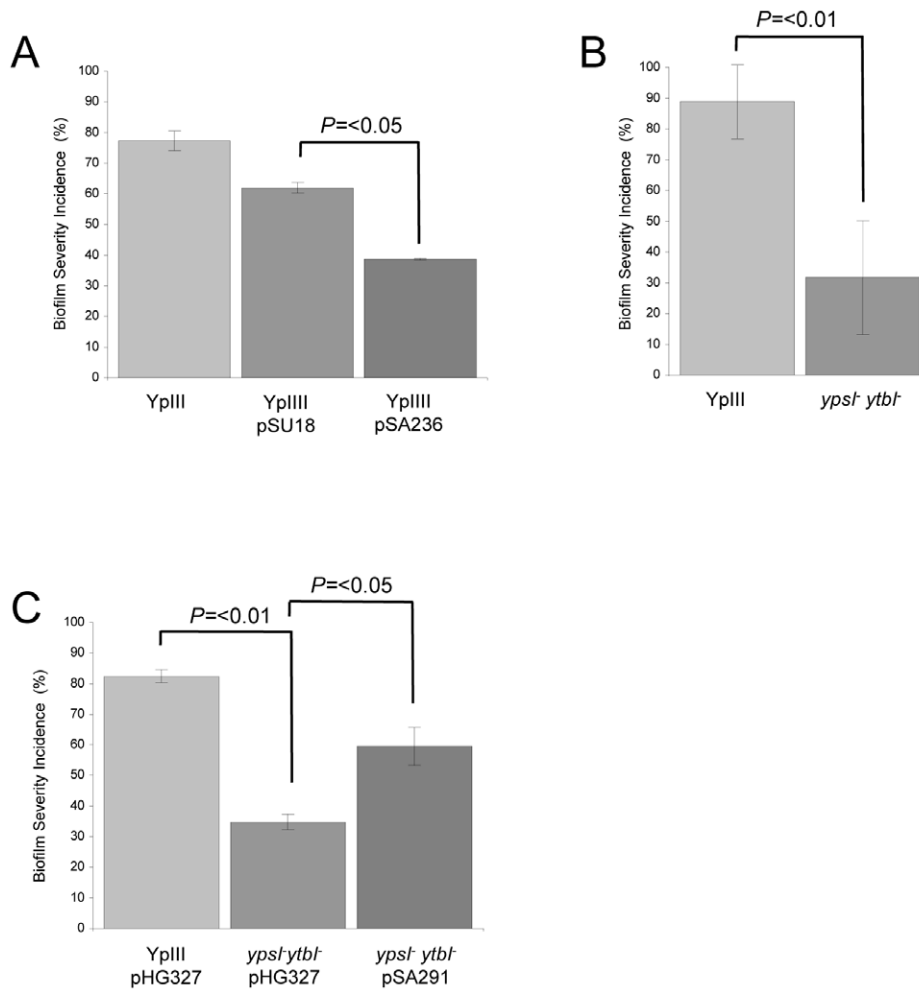 A
B
P=<0.01
P=<0.05
Biofilm Severity Incidence (%)
100
90
80
70
60
50
40
30
20
10
0
YpIII
YpIIII
pSU18
YpIIII
pSA236
Biofilm Severity Incidence (%)
100
90
80
70
60
50
40
30
20
10
0
YpIII
ypsI- ytbI-
C
P=<0.01
P=<0.05
Biofilm Severity Incidence (%)
100
90
80
70
60
50
40
30
20
10
0
YpIII
pHG327
ypsI-ytbI-
pHG327
ypsI- ytbI-
pSA291